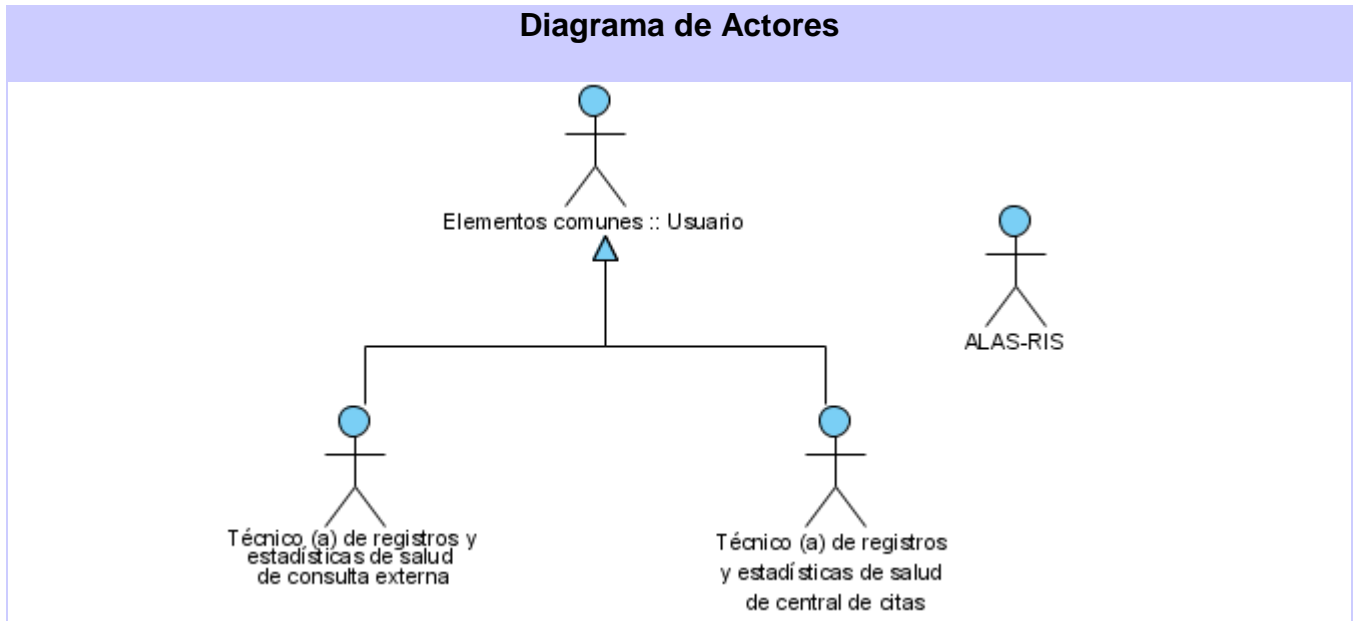 Diagrama de Actores
Elementos comunes :: Usuario
ALAS-RIS
Técnico (a) de registros y
estadísticas de salud
de consulta externa
Técnico (a) de registros
y estadísticas de salud
de central de citas